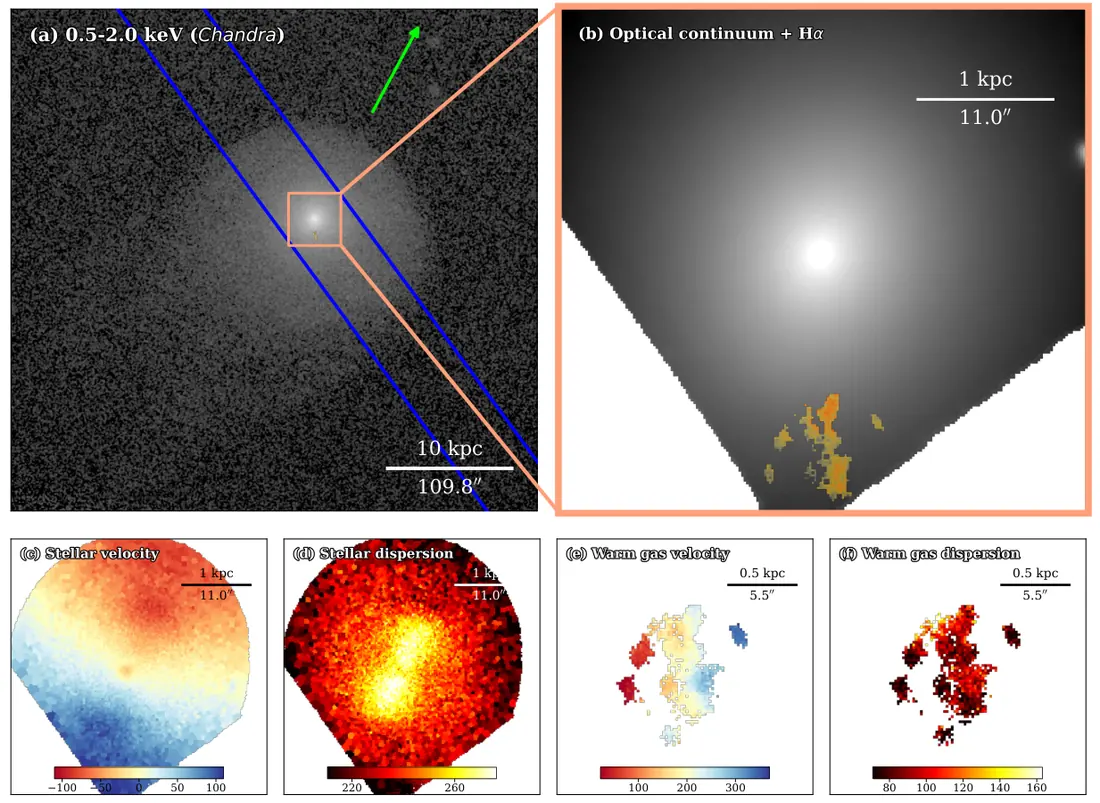 (a) 0.5-2.0 keV (Chandra)
10 kpc
109.8″
(b) Optical continuum + Hα
1 kpc
11.0″
(c) Stellar velocity
1 kpc
11.0″
−100 −50 0 50 100
(d) Stellar dispersion
1 kpc
11.0″
220 260
(e) Warm gas velocity
0.5 kpc
5.5″
100 200 300
(f) Warm gas dispersion
0.5 kpc
5.5″
80 100 120 140 160